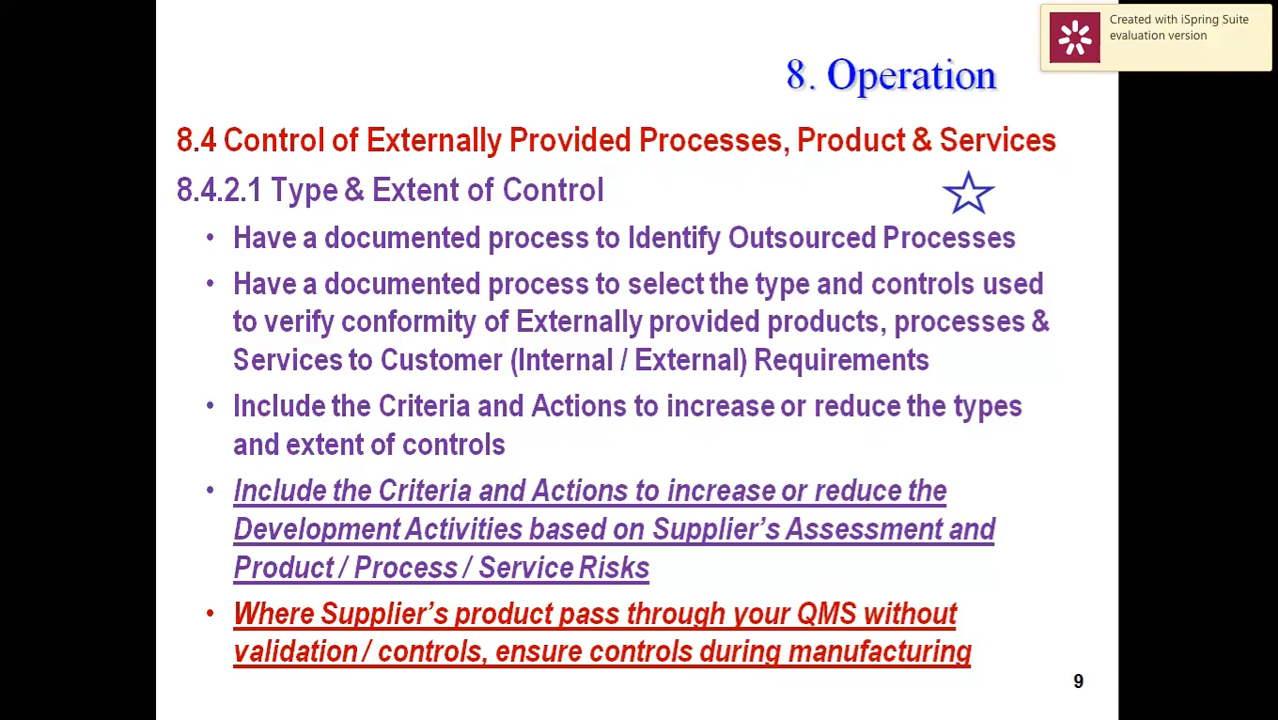 Created with iSpring Suite
evaluation version
8. Operation
8.4 Control of Externally Provided Processes, Product & Services
8.4.2.1 Type & Extent of Control
• Have a documented process to Identify Outsourced Processes
• Have a documented process to select the type and controls used
to verify conformity of Externally provided products, processes &
Services to Customer (Internal / External) Requirements
• Include the Criteria and Actions to increase or reduce the types
and extent of controls
• Include the Criteria and Actions to increase or reduce the
Development Activities based on Supplier's Assessment and
Product / Process / Service Risks
• Where Supplier's product pass through your QMS without
validation / controls, ensure controls during manufacturing
9